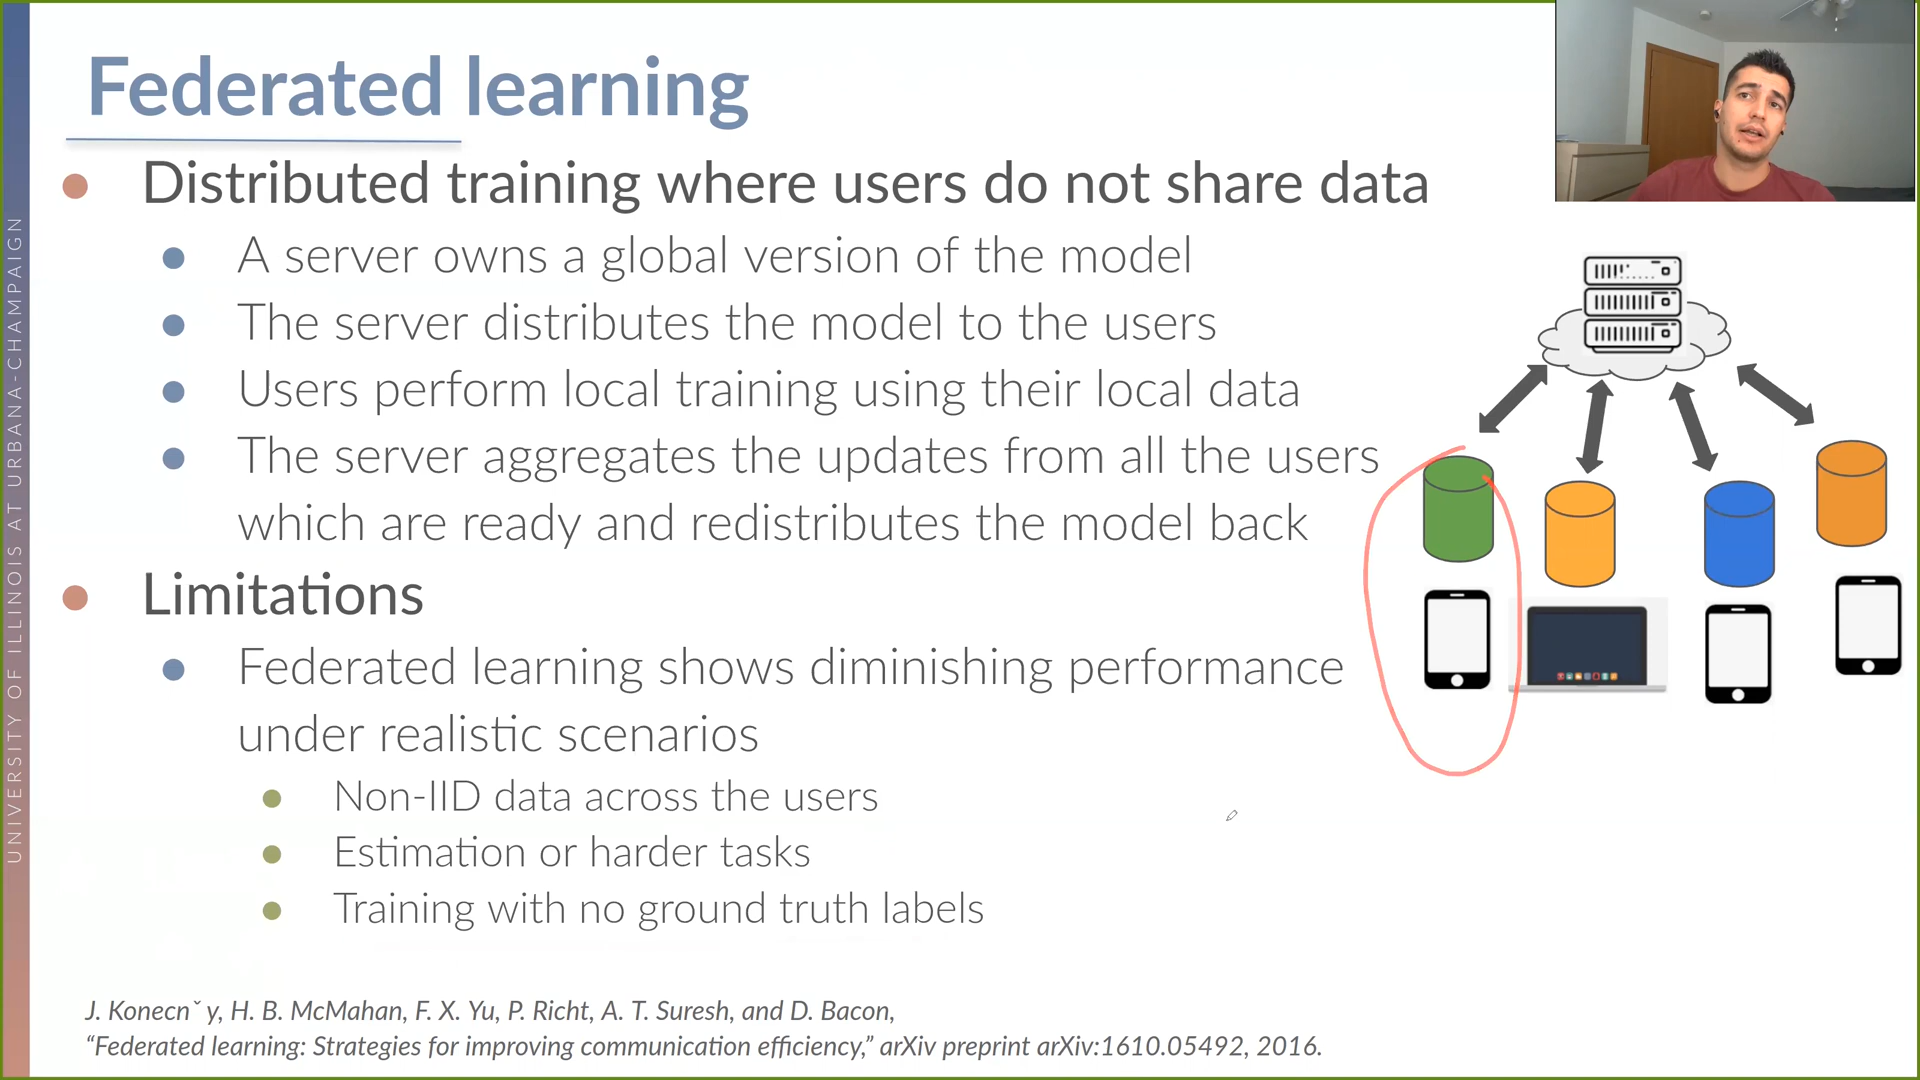 Federated learning
Distributed training where users do not share data
A server owns a global version of the model
The server distributes the model to the users
Users perform local training using their local data
The server aggregates the updates from all the users
which are ready and redistributes the model back
Limitations
Federated learning shows diminishing performance
under realistic scenarios
Non-IID data across the users
Estimation or harder tasks
Training with no ground truth labels
J. Konecnˇ y, H. B. McMahan, F. X. Yu, P. Richt, A. T. Suresh, and D. Bacon,
“Federated learning: Strategies for improving communication efficiency,” arXiv preprint arXiv:1610.05492, 2016.
UNIVERSITY OF ILLINOIS AT URBANA-CHAMPAIGN